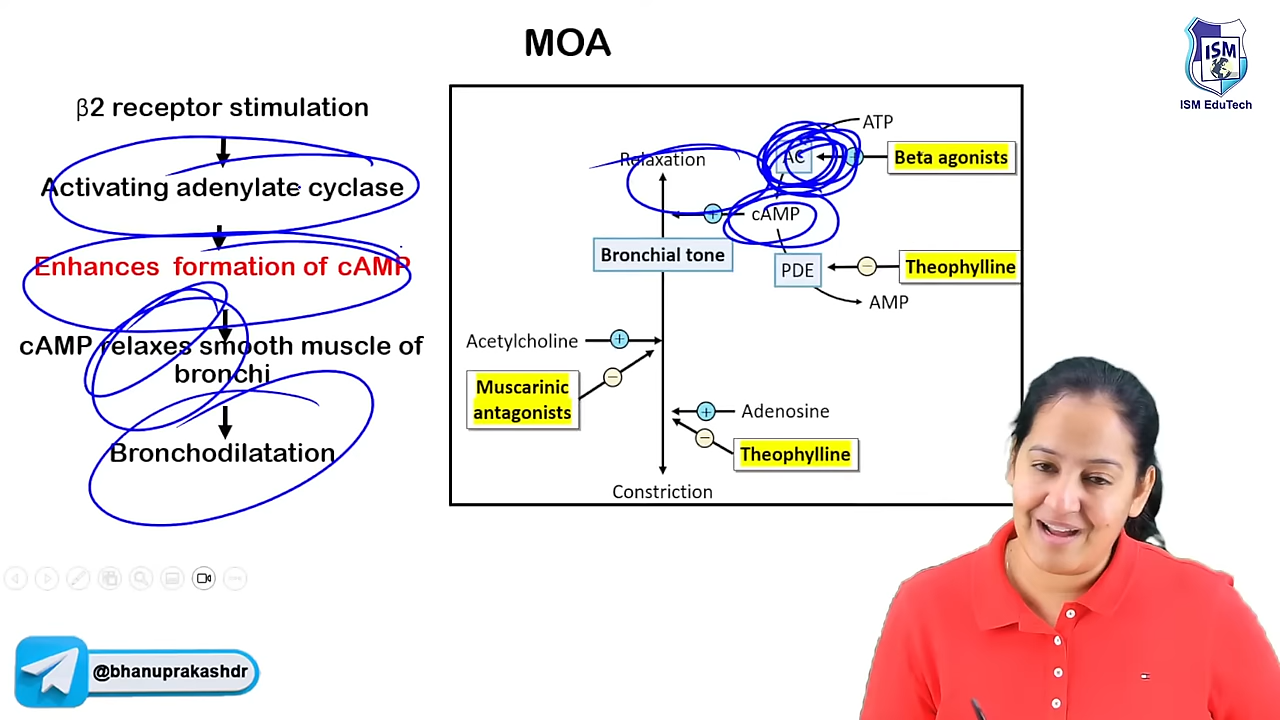 MOA
ISM
ISM EduTech
β2 receptor stimulation
Activating adenylate cyclase
Enhances formation of cAMP
cAMP relaxes smooth muscle of
bronchi
Bronchodilatation
ATP
Relaxation
AC
+
Beta agonists
+
cAMP
Bronchial tone
PDE
−
Theophylline
AMP
Acetylcholine
+
−
Muscarinic
antagonists
+
Adenosine
−
Theophylline
Constriction
@bhanuprakashdr